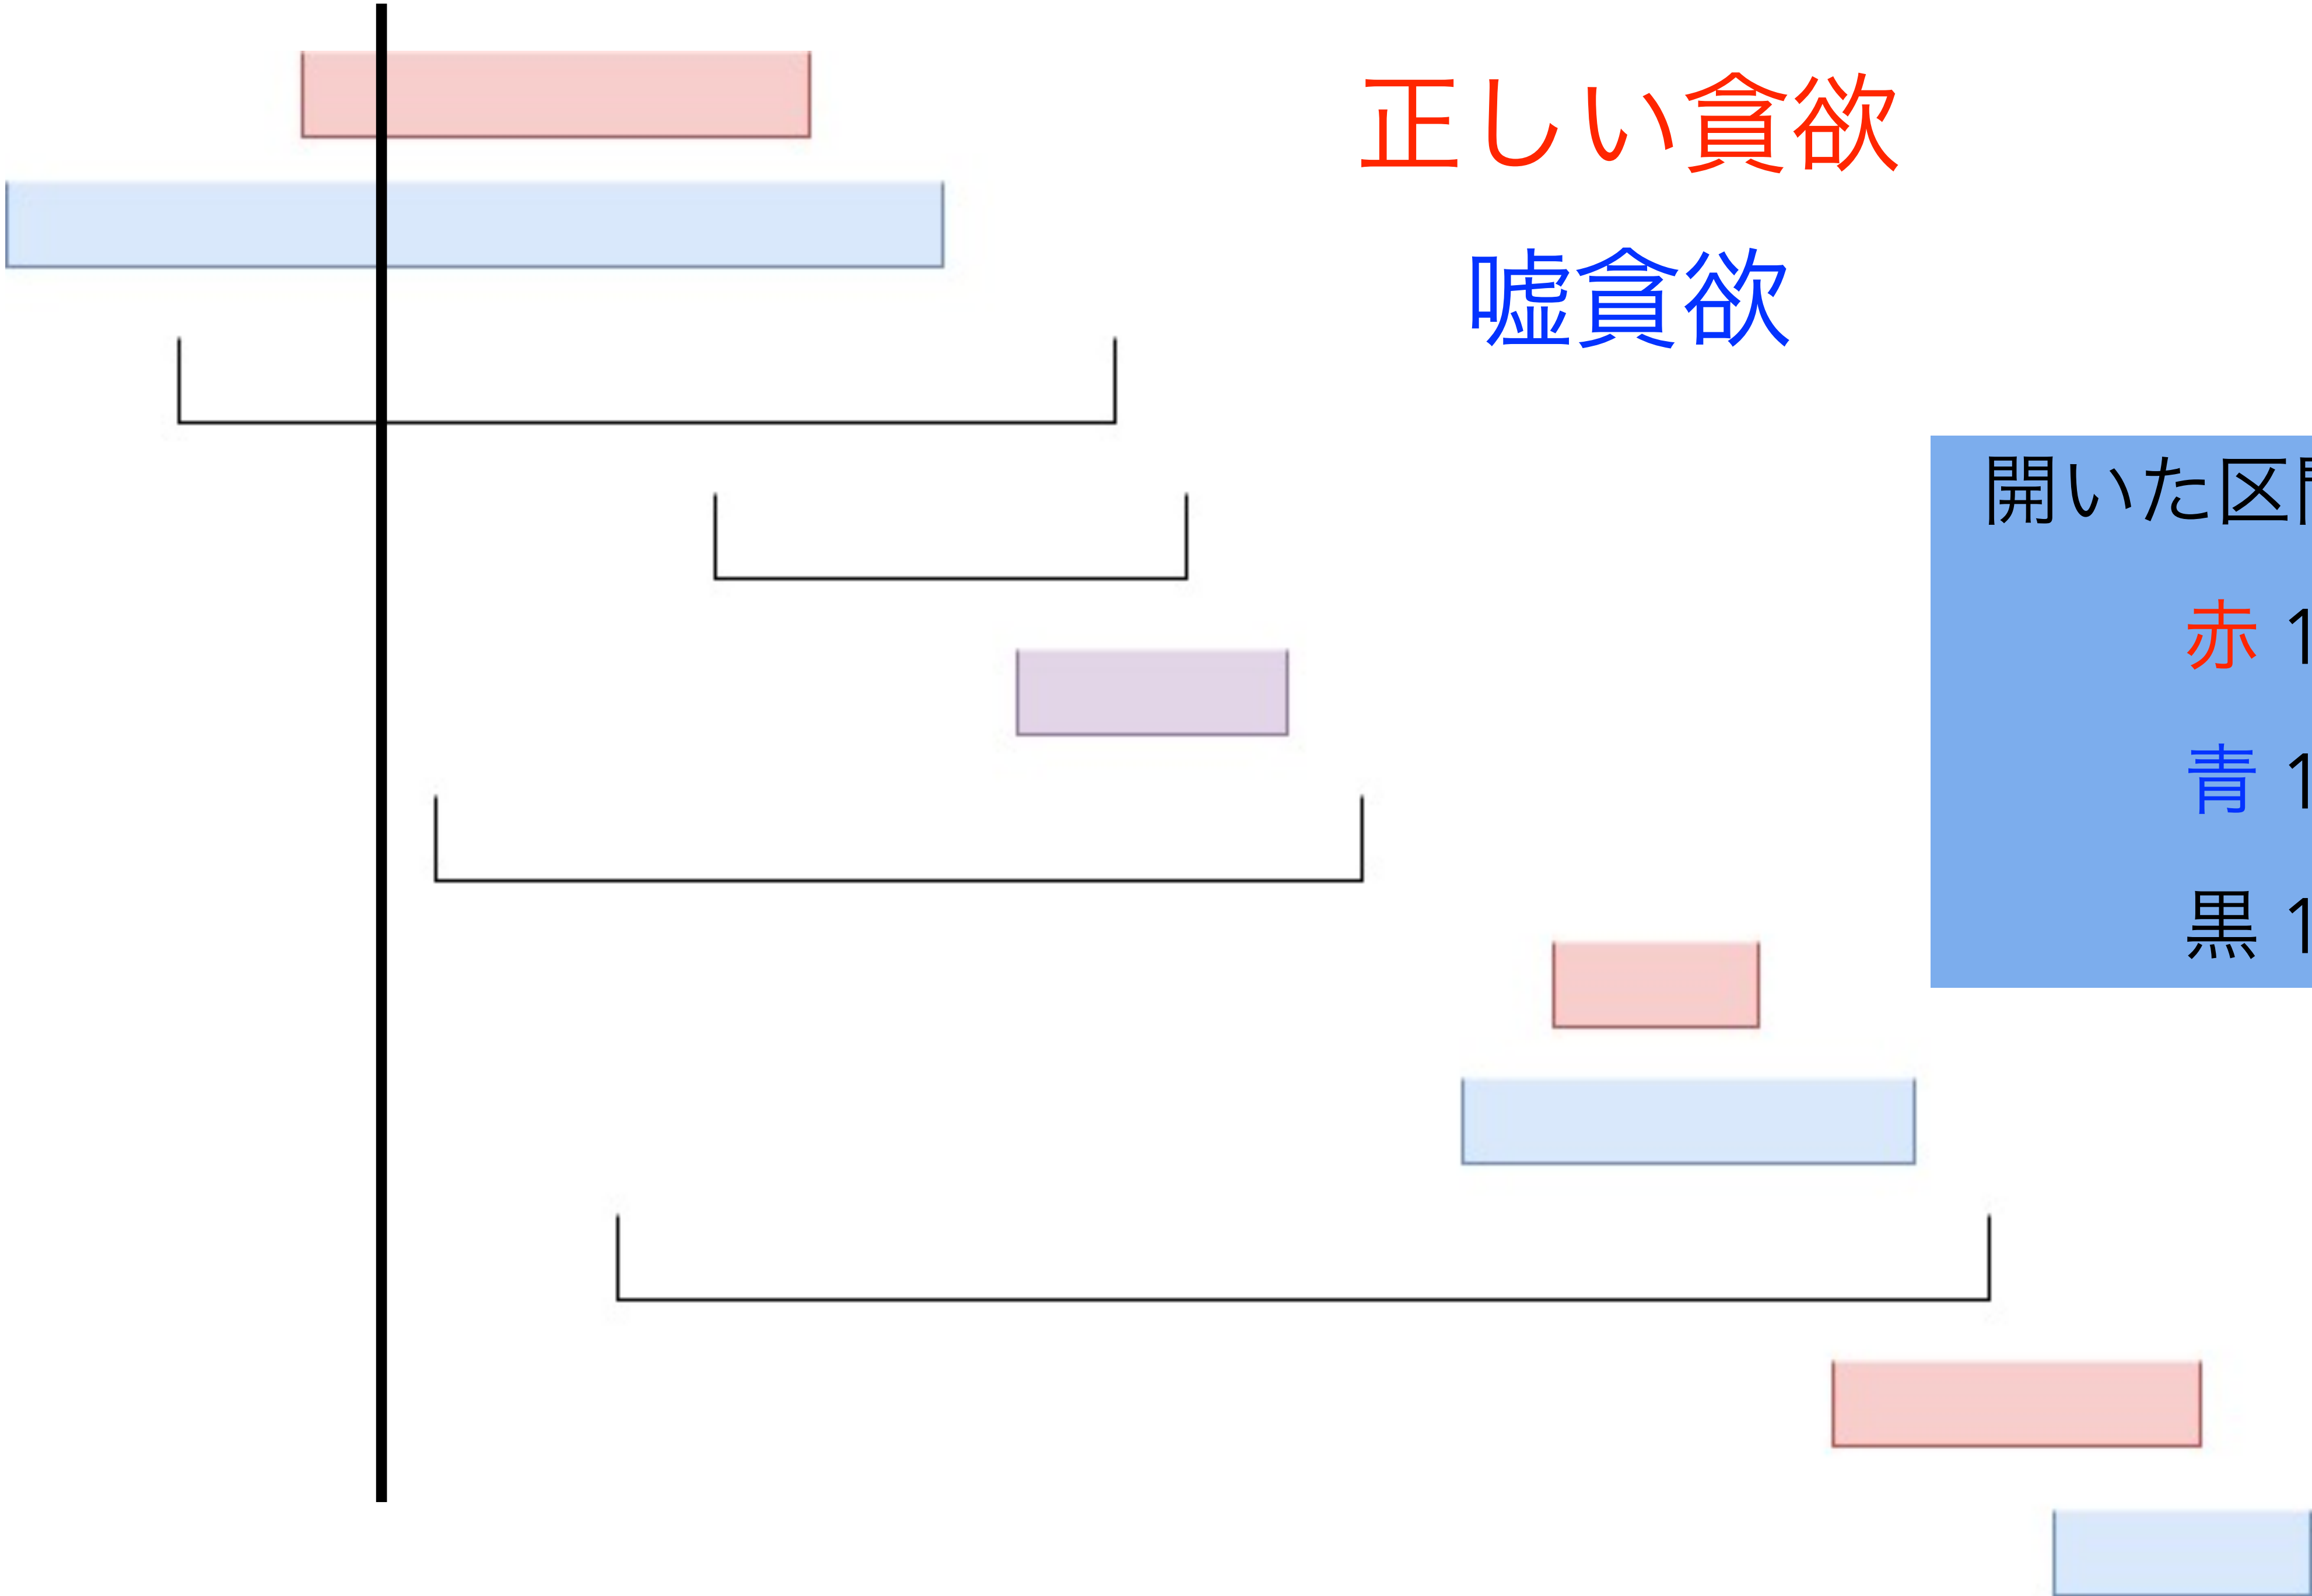 正しい貪欲
嘘貪欲
開いた区
赤 1
青 1
黒 1